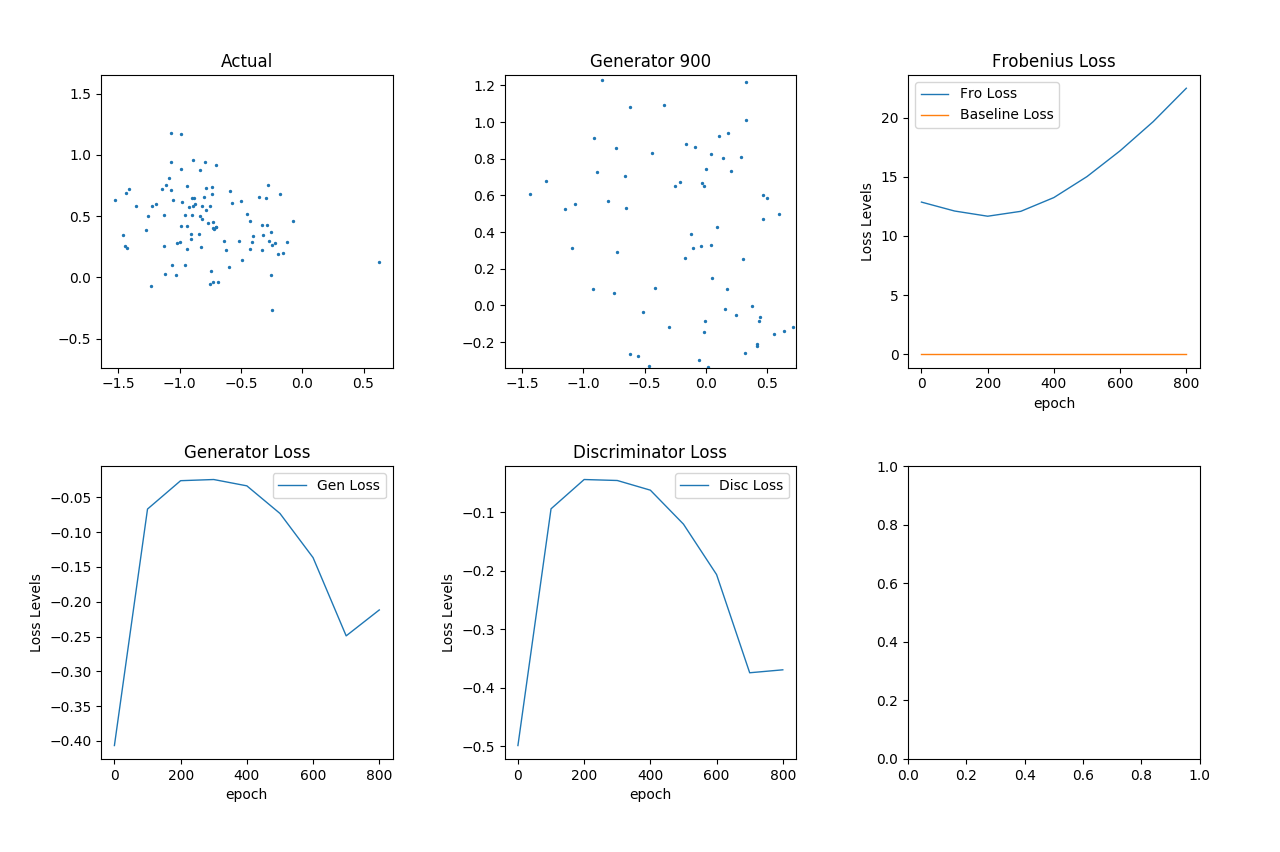 Actual
1.5
1.0
0.5
0.0
−0.5
−1.5 −1.0 −0.5 0.0 0.5
Generator 900
1.2
1.0
0.8
0.6
0.4
0.2
0.0
−0.2
−1.5 −1.0 −0.5 0.0 0.5
Frobenius Loss
Fro Loss
Baseline Loss
Loss Levels
20
15
10
5
0
0 200 400 600 800
epoch
Generator Loss
Gen Loss
Loss Levels
−0.05
−0.10
−0.15
−0.20
−0.25
−0.30
−0.35
−0.40
0 200 400 600 800
epoch
Discriminator Loss
Disc Loss
Loss Levels
−0.1
−0.2
−0.3
−0.4
−0.5
0 200 400 600 800
epoch
1.0
0.8
0.6
0.4
0.2
0.0
0.0 0.2 0.4 0.6 0.8 1.0